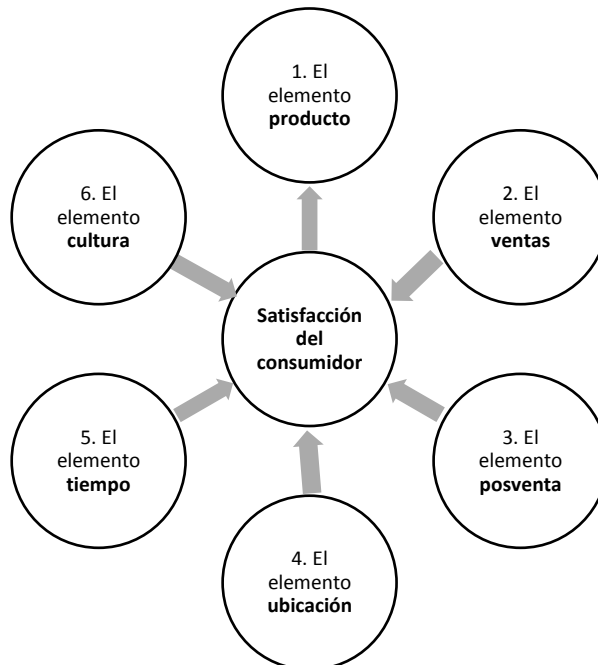 1. El
elemento
producto
2. El
elemento
ventas
3. El
elemento
posventa
4. El
elemento
ubicación
5. El
elemento
tiempo
6. El
elemento
cultura
Satisfacción
del
consumidor